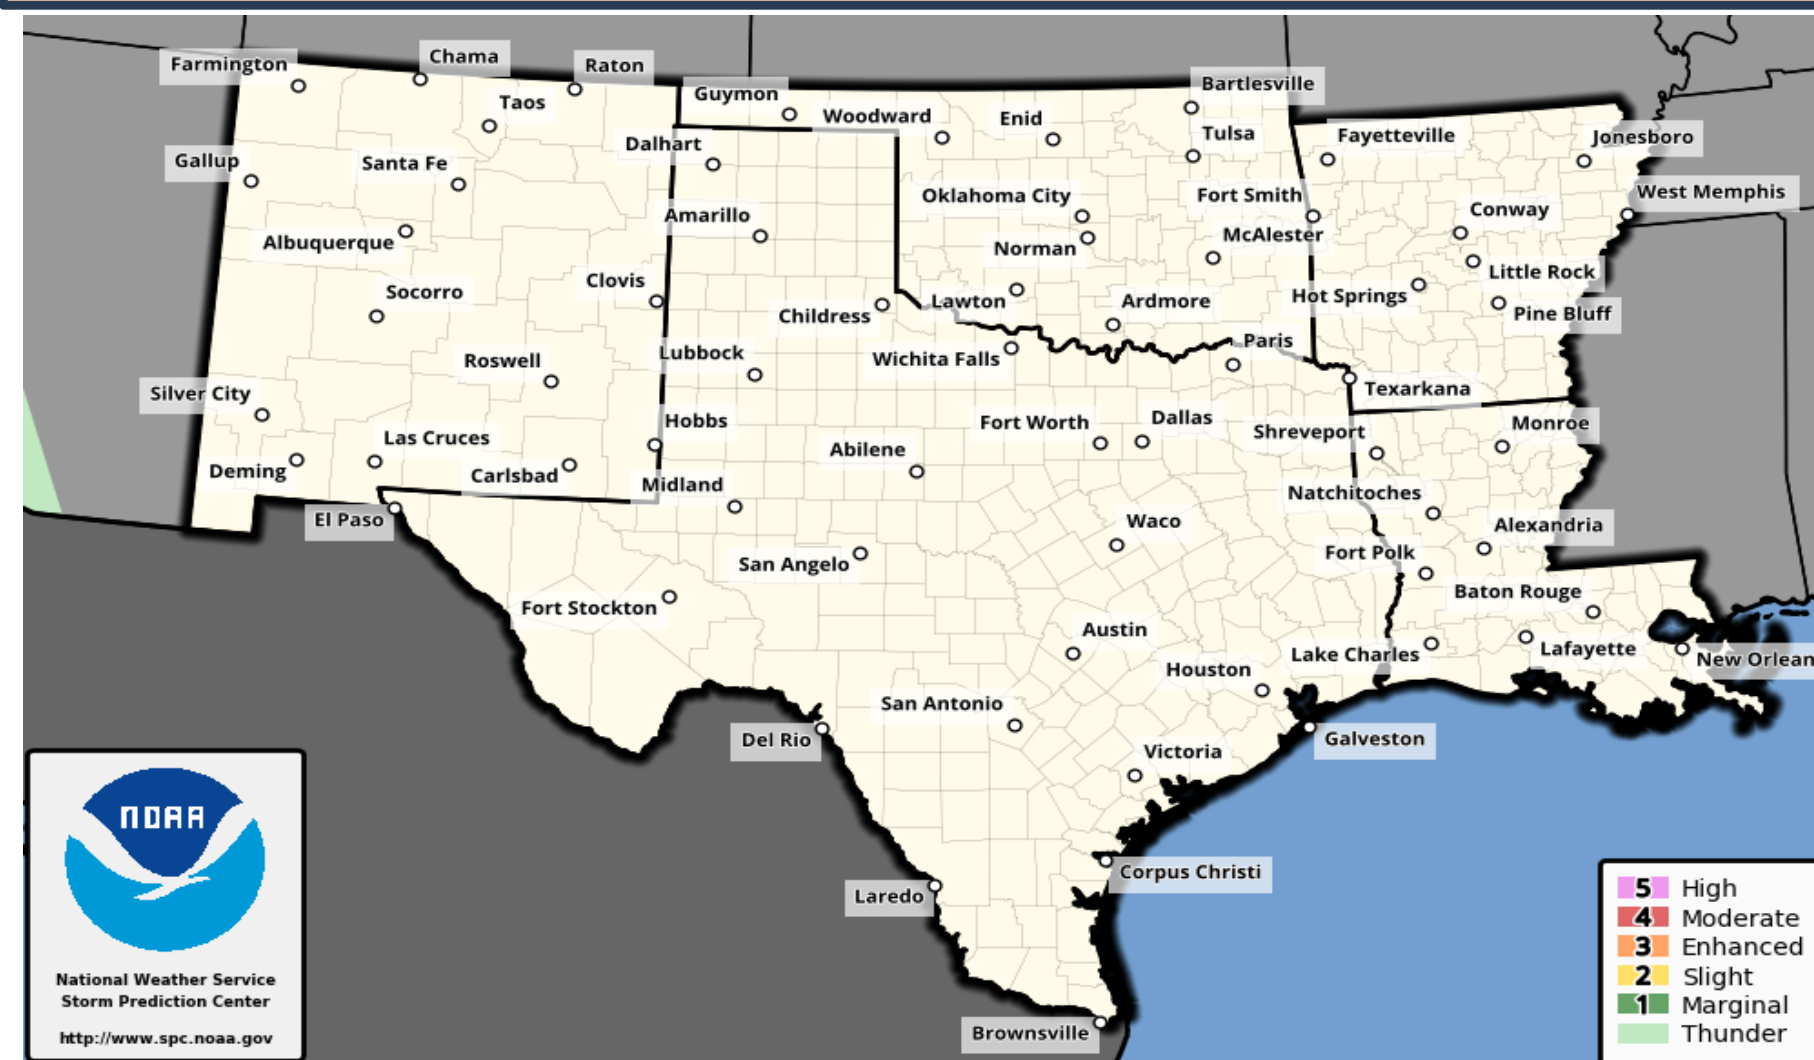 Farmington
Chama
Raton
Taos
Guymon
Woodward
Enid
Bartlesville
Tulsa
Fayetteville
Jonesboro
Dalhart
Gallup
Santa Fe
Oklahoma City
Fort Smith
West Memphis
Amarillo
Conway
Albuquerque
Norman
McAlester
Clovis
Little Rock
Socorro
Lawton
Ardmore
Hot Springs
Pine Bluff
Childress
Paris
Roswell
Lubbock
Wichita Falls
Texarkana
Silver City
Hobbs
Fort Worth
Dallas
Shreveport
Monroe
Las Cruces
Abilene
Deming
Carlsbad
Midland
Natchitoches
El Paso
Waco
Alexandria
San Angelo
Fort Polk
Fort Stockton
Baton Rouge
Austin
Lake Charles
Lafayette
New Orlean
Houston
San Antonio
Del Rio
Galveston
Victoria
Corpus Christi
Laredo
Brownsville
NOAA
National Weather Service
Storm Prediction Center
http://www.spc.noaa.gov
5 High
4 Moderate
3 Enhanced
2 Slight
1 Marginal
Thunder